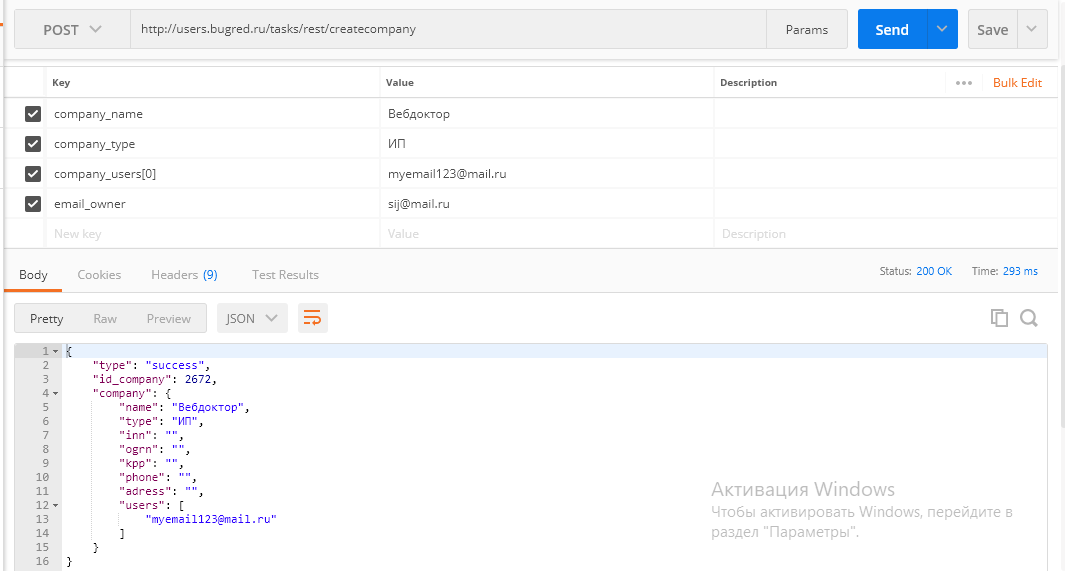 POST http://users.bugred.ru/tasks/rest/createcompany Params Send Save
Key Value Description ••• Bulk Edit
company_name Вебдоктор
company_type ИП
company_users[0] myemail123@mail.ru
email_owner sij@mail.ru
New key Value Description
Body Cookies Headers (9) Test Results Status: 200 OK Time: 293 ms
Pretty Raw Preview JSON
1 {
2 "type": "success",
3 "id_company": 2672,
4 "company": {
5 "name": "Вебдоктор",
6 "type": "ИП",
7 "inn": "",
8 "ogrn": "",
9 "kpp": "",
10 "phone": "",
11 "adress": "",
12 "users": [
13 "myemail123@mail.ru"
14 ]
15 }
16 }
Активация Windows
Чтобы активировать Windows, перейдите в
раздел "Параметры".